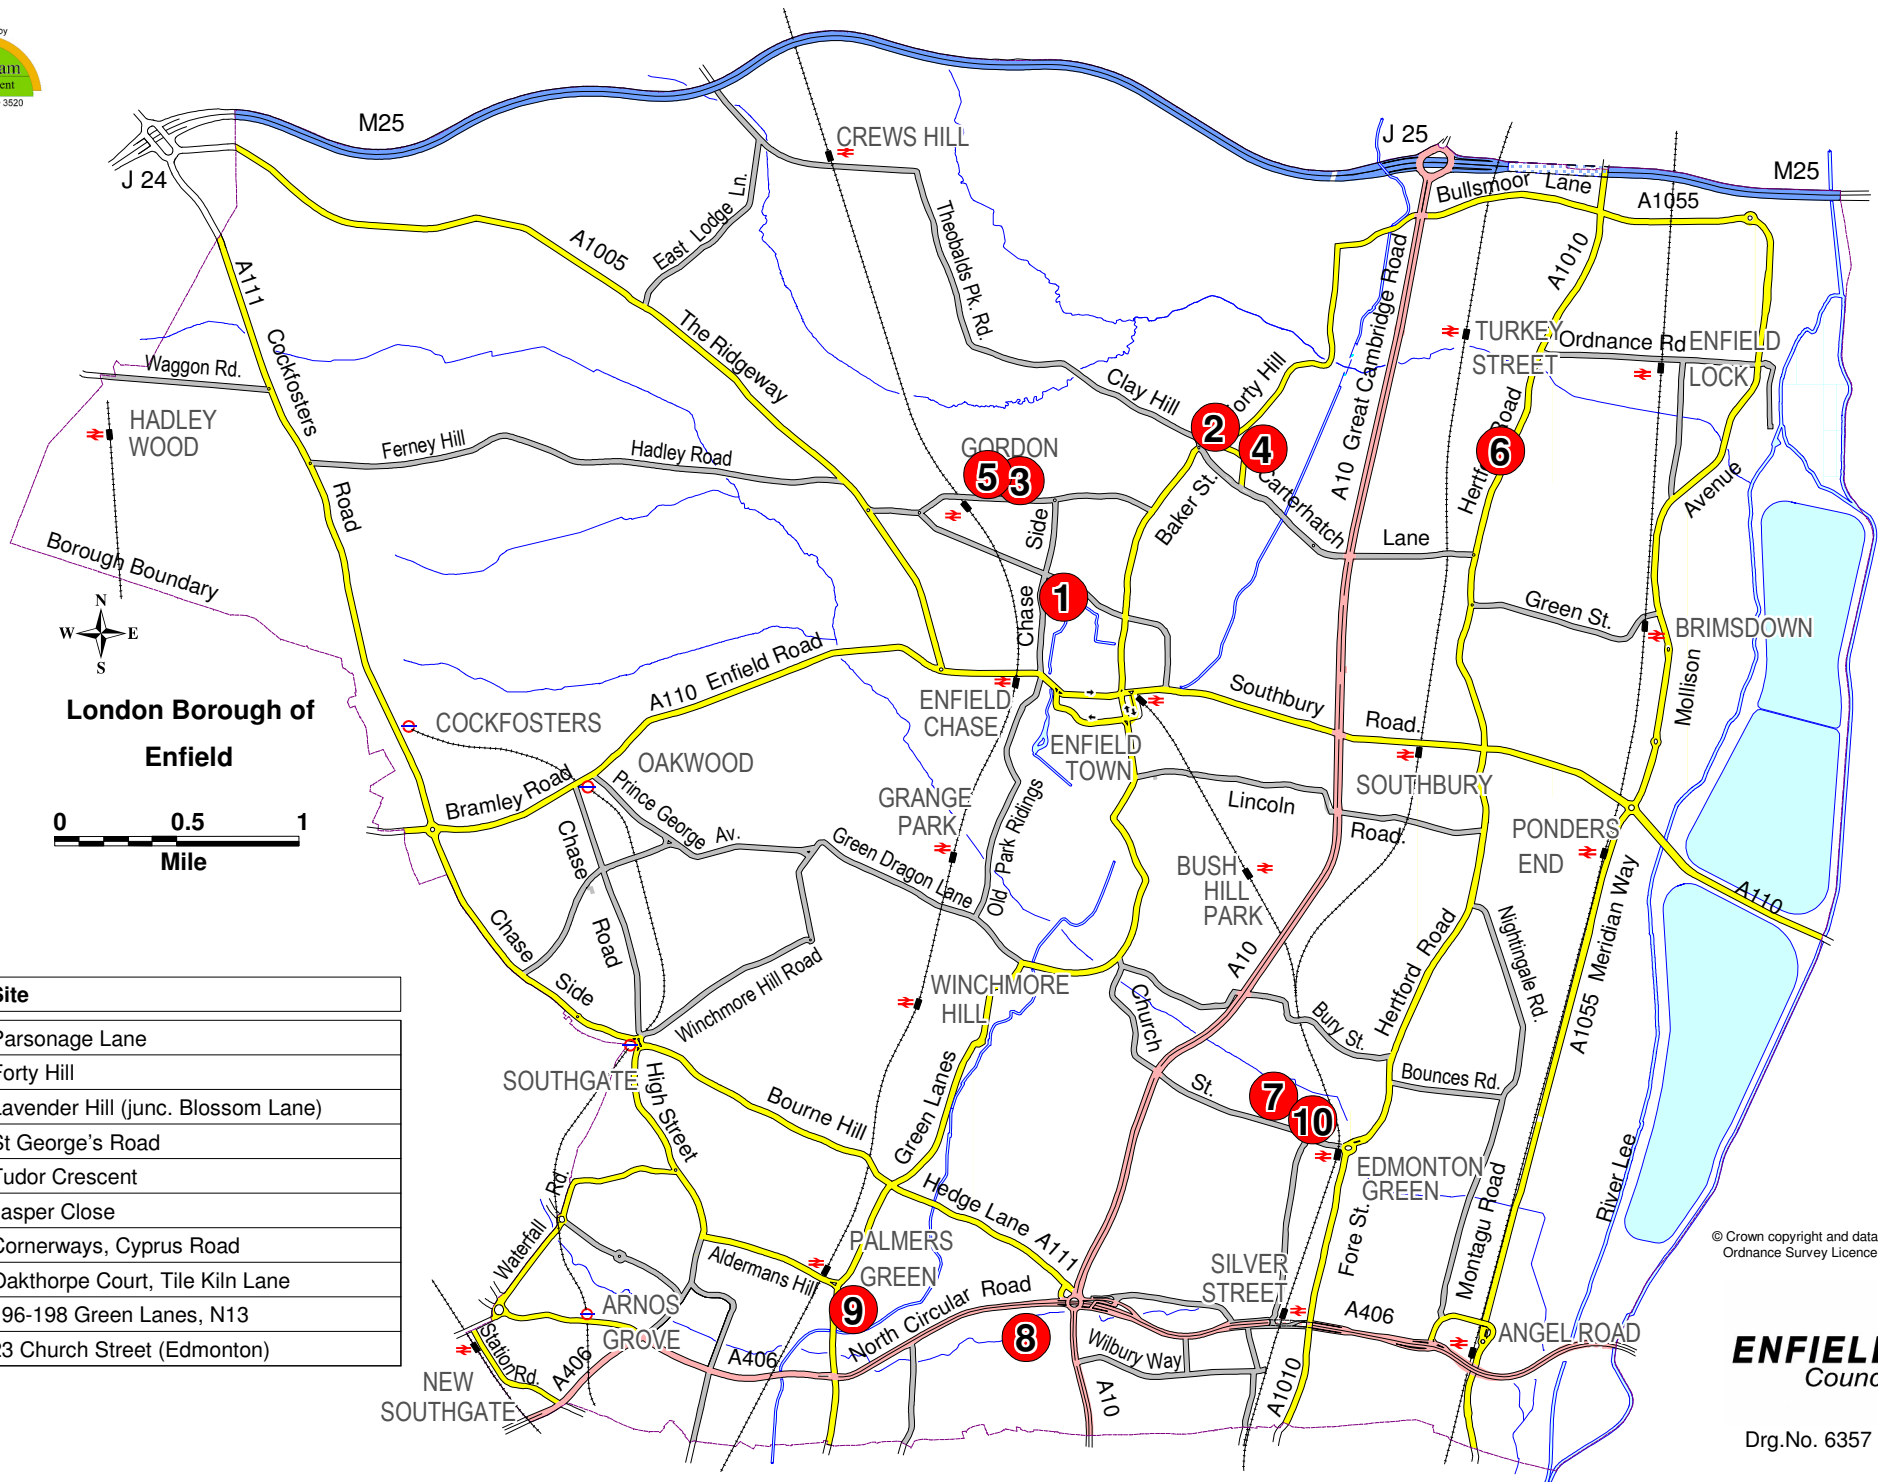 by
am
ent
3520
M25
J 24
CREWS HILL
J 25
M25
Bullsmoor Lane
A1055
A111
A1005
East Lodge Ln.
Theobalds Pk. Rd.
A10 Great Cambridge Road
A1010
Waggon Rd.
Cockfosters
Road
The Ridgeway
Clay Hill
Forty Hill
TURKEY
STREET
Ordnance Rd
ENFIELD
LOCK
HADLEY
WOOD
Ferney Hill
Hadley Road
GORDON
2
4
5
3
6
Road
Baker St.
Carterhatch
Lane
Avenue
Side
Chase
1
Borough Boundary
N
W
E
S
Green St.
BRIMSDOWN
Mollison
London Borough of
Enfield
COCKFOSTERS
A110 Enfield Road
ENFIELD
CHASE
ENFIELD
TOWN
Southbury
Road.
SOUTHBURY
OAKWOOD
Bramley Road
Prince George
Av.
GRANGE
PARK
Old Park Ridings
Green Dragon Lane
Lincoln
Road.
PONDERS
END
A110
0 0.5 1
Mile
Chase
Road
BUSH
HILL
PARK
A10
Hertford Road
Nightingale Rd.
A1055 Meridian Way
Chase
Side
Winchmore Hill Road
WINCHMORE
HILL
Church
St.
Bury St.
Bounces Rd.
Site
Parsonage Lane
Forty Hill
Lavender Hill (junc. Blossom Lane)
St George's Road
Tudor Crescent
Jasper Close
Cornerways, Cyprus Road
Oakthorpe Court, Tile Kiln Lane
96-198 Green Lanes, N13
23 Church Street (Edmonton)
SOUTHGATE
High Street
Bourne Hill
Green Lanes
7
10
EDMONTON
GREEN
Hedge Lane A111
Waterfall
Rd.
Aldermans Hill
PALMERS
GREEN
SILVER
STREET
Fore St.
Montagu Road
River Lee
© Crown copyright and data
Ordnance Survey Licence
ARNOS
GROVE
9
North Circular Road
8
Wilbury Way
A406
ANGEL ROAD
Station Rd.
A406
A406
NEW
SOUTHGATE
A10
A1010
ENFIEL
Counc
Drg.No. 6357